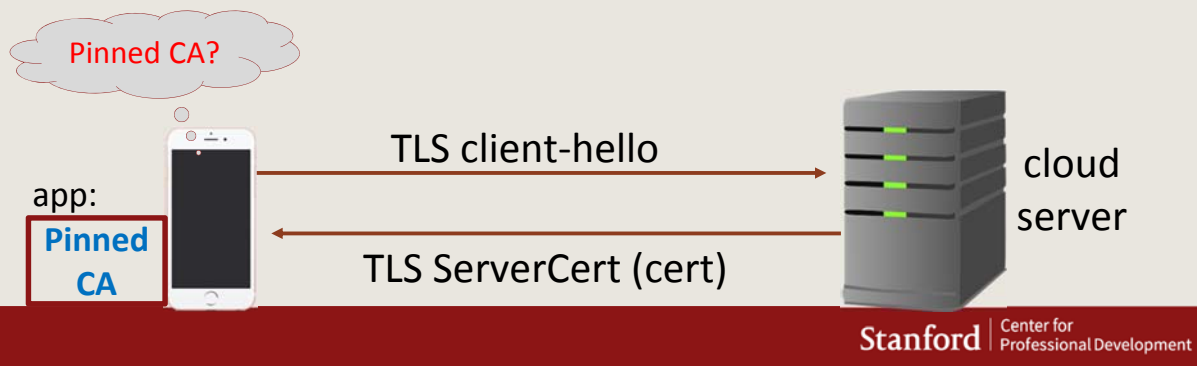 Pinned CA?
TLS client-hello
cloud
server
app:
Pinned
CA
TLS ServerCert (cert)
Stanford
Center for
Professional Development